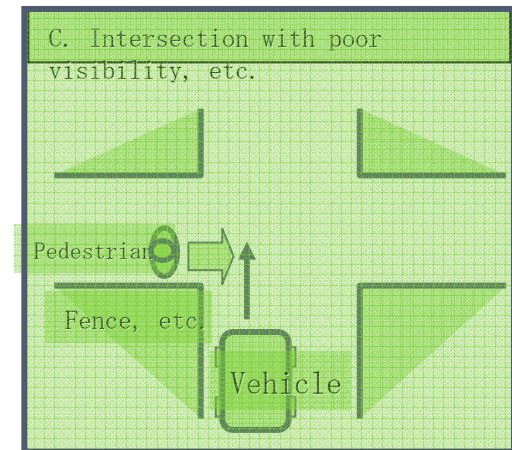 C. Intersection with poor
visibility, etc.
Pedestrian
Fence, etc.
Vehicle